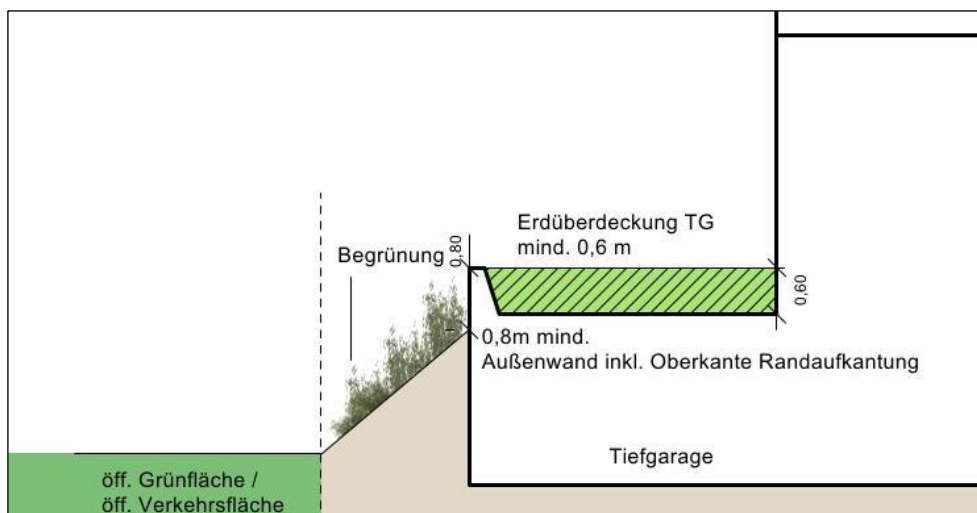 Erdüberdeckung TG
mind. 0,6 m
Begrünung
0,80
0,60
0,8m mind.
Außenwand inkl. Oberkante Randaufkantung
Tiefgarage
öff. Grünfläche /
öff. Verkehrsfläche